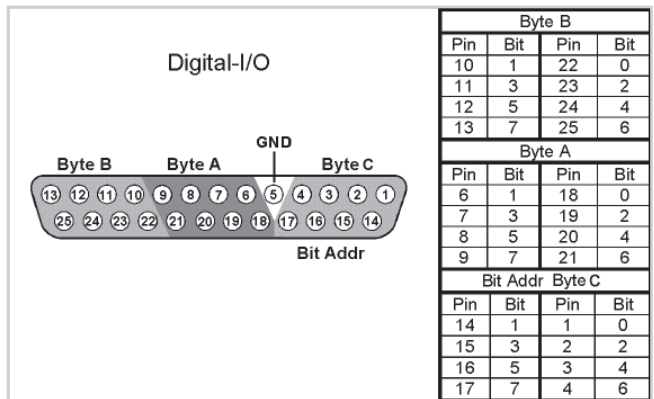 Digital-I/O
GND
Byte B Byte A Byte C
13 12 11 10 9 8 7 6 5 4 3 2 1
25 24 23 22 21 20 19 18 17 16 15 14
Bit Addr
Byte B
Pin Bit Pin Bit
10 1 22 0
11 3 23 2
12 5 24 4
13 7 25 6
Byte A
Pin Bit Pin Bit
6 1 18 0
7 3 19 2
8 5 20 4
9 7 21 6
Bit Addr Byte C
Pin Bit Pin Bit
14 1 1 0
15 3 2 2
16 5 3 4
17 7 4 6